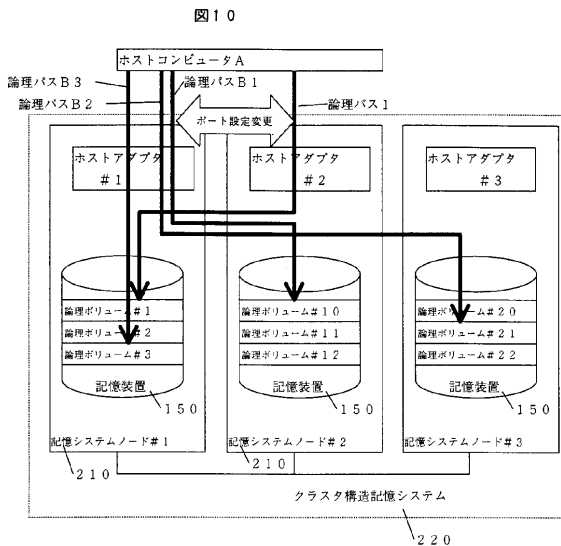 図１０
ホストコンピュータA
論理パスB３
論理パスB２
論理パスB１
論理パス１
ポート設定変更
ホストアダプタ
＃１
ホストアダプタ
＃２
ホストアダプタ
＃３
論理ボリューム＃１
論理ボリューム＃２
論理ボリューム＃３
記憶装置
１５０
論理ボリューム＃１０
論理ボリューム＃１１
論理ボリューム＃１２
記憶装置
１５０
論理ボリューム＃２０
論理ボリューム＃２１
論理ボリューム＃２２
記憶装置
１５０
記憶システムノード＃１
記憶システムノード＃２
記憶システムノード＃３
２１０
２１０
クラスタ構造記憶システム
２２０